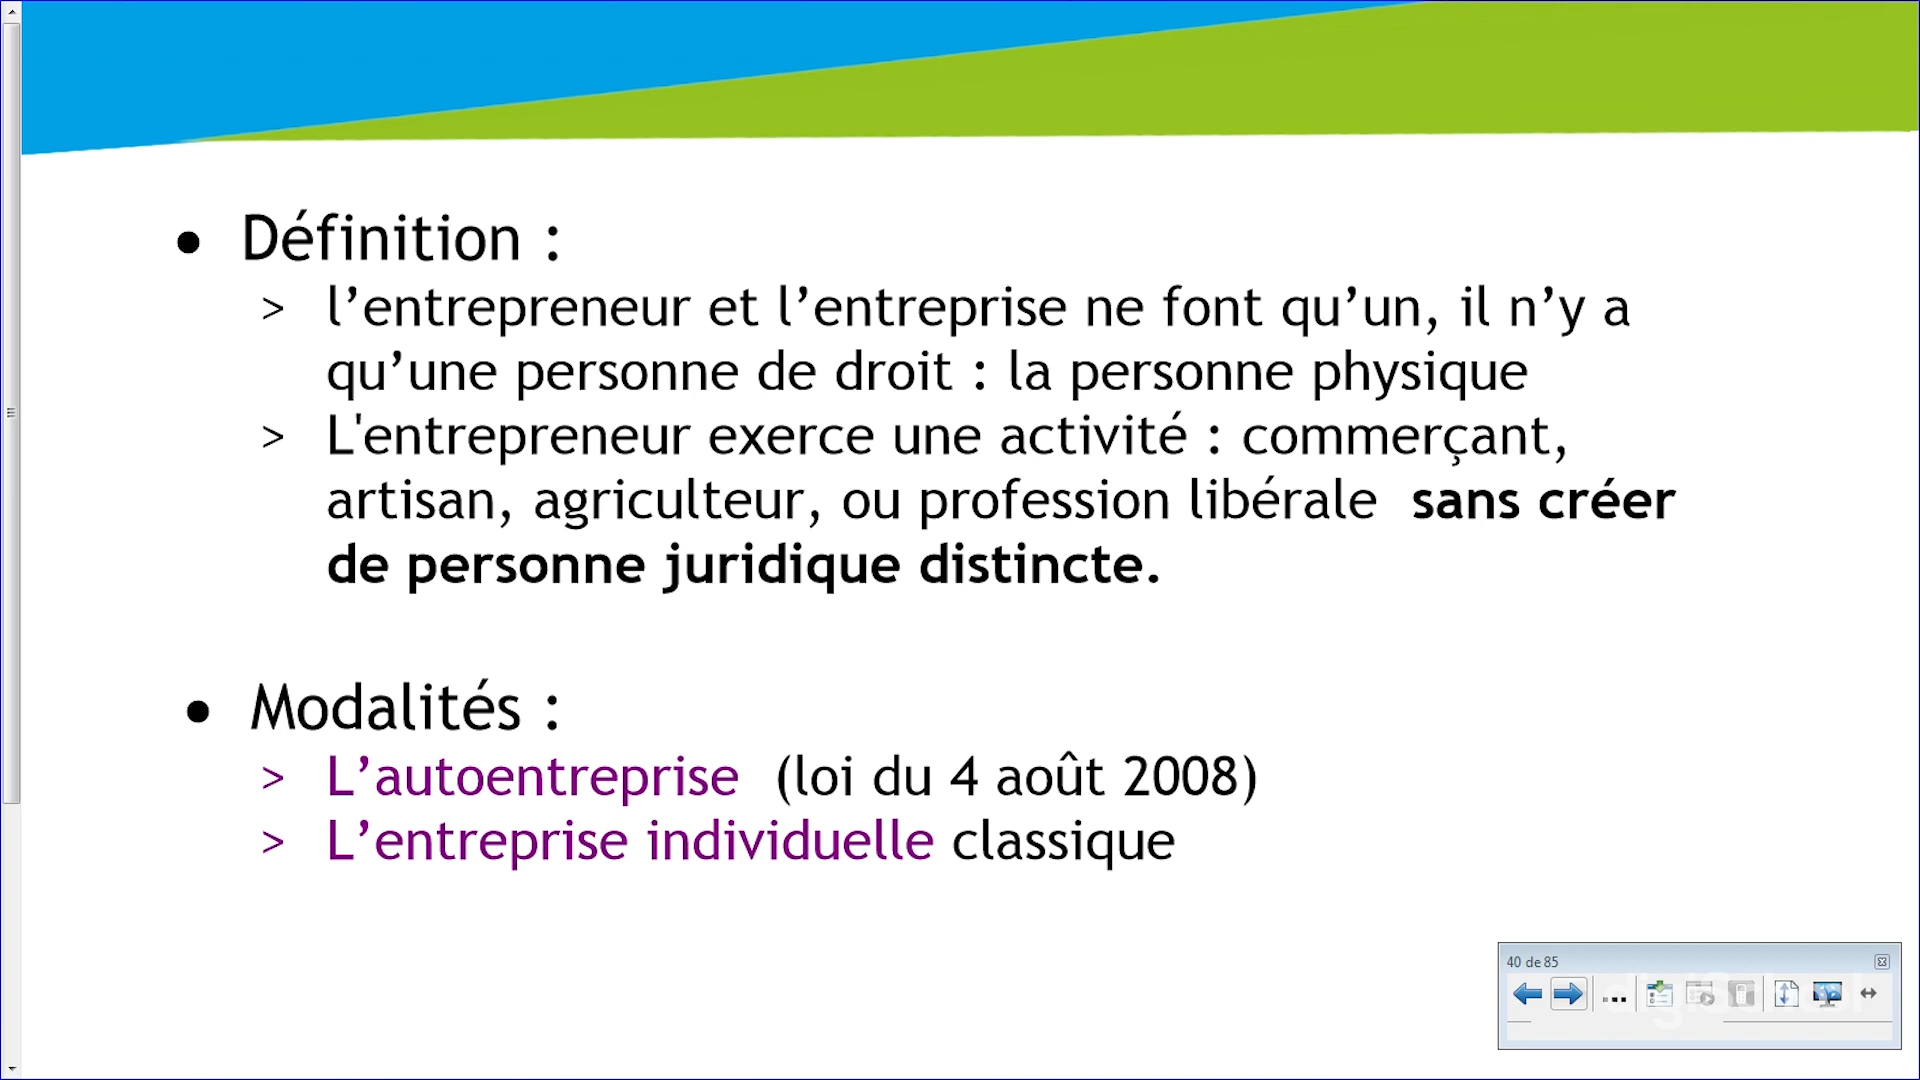 • Définition :
> l’entrepreneur et l’entreprise ne font qu’un, il n’y a
qu’une personne de droit : la personne physique
> L'entrepreneur exerce une activité : commerçant,
artisan, agriculteur, ou profession libérale sans créer
de personne juridique distincte.
• Modalités :
> L’autoentreprise (loi du 4 août 2008)
> L’entreprise individuelle classique
40 de 85